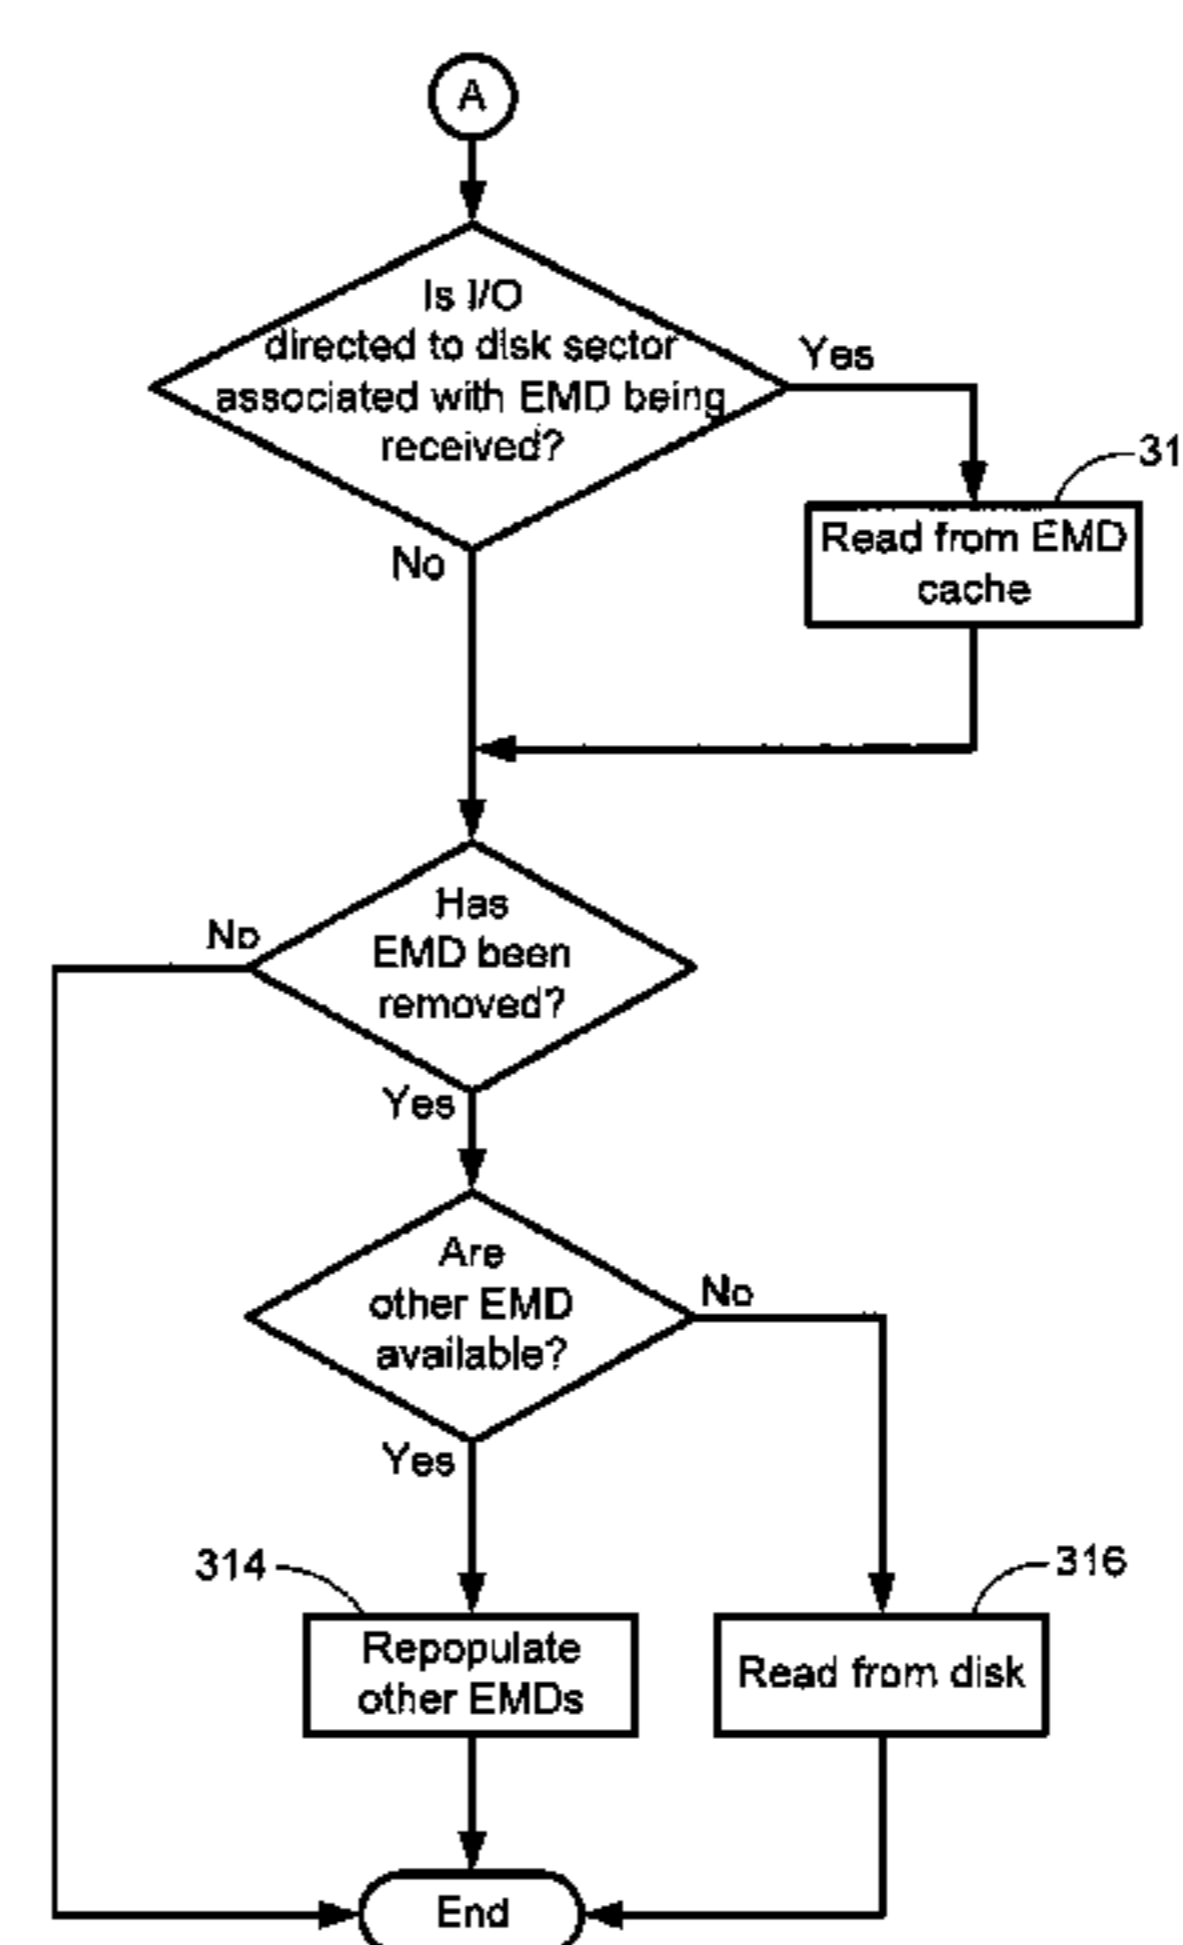 A
Is I/O
directed to disk sector
associated with EMD being
received?
Yes
No
31
Read from EMD
cache
Has
EMD been
removed?
No
Yes
Are
other EMD
available?
No
Yes
314
Repopulate
other EMDs
316
Read from disk
End